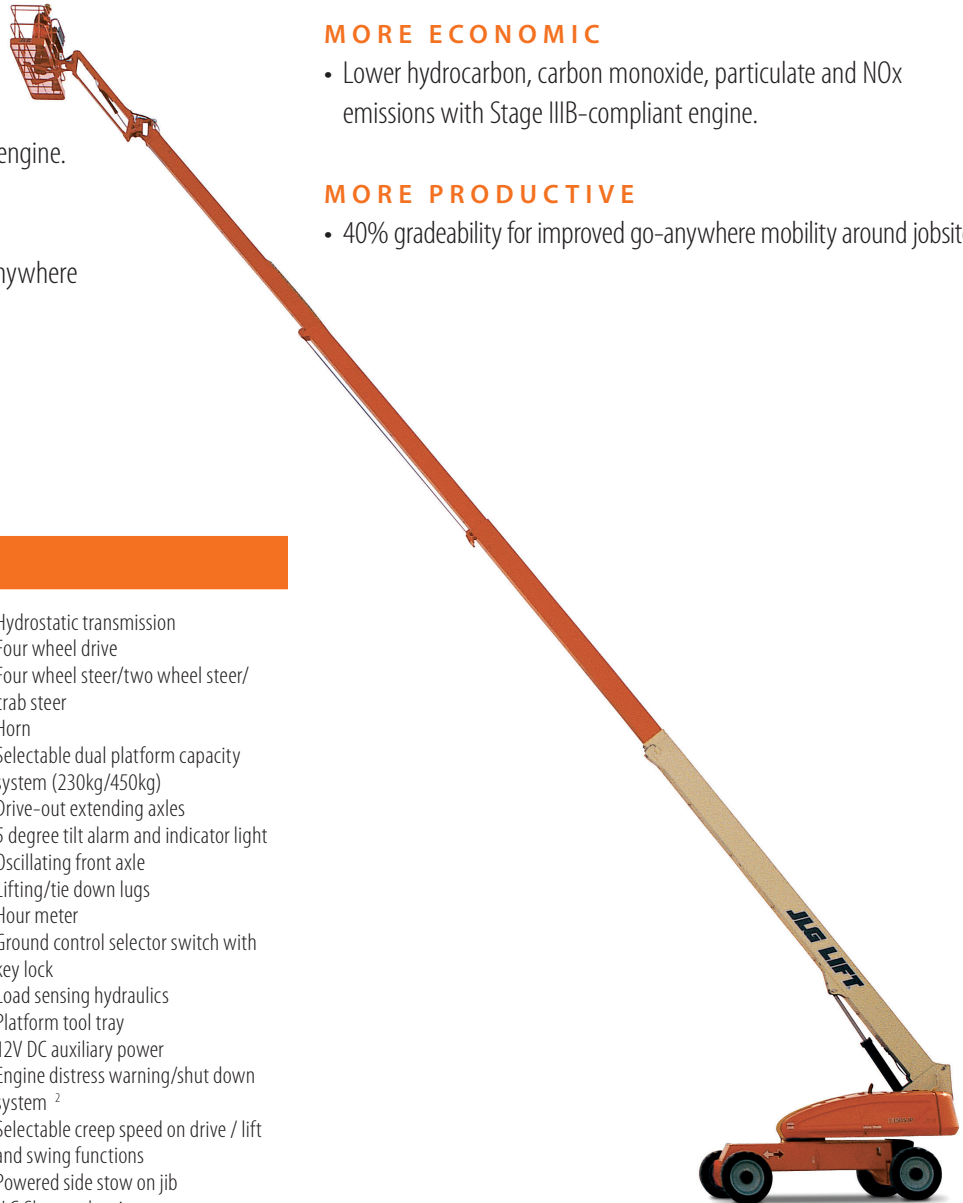 MORE ECONOMIC
• Lower hydrocarbon, carbon monoxide, particulate and NOx
emissions with Stage IIIB-compliant engine.
MORE PRODUCTIVE
• 40% gradeability for improved go-anywhere mobility around jobsit
engine.
nywhere
Hydrostatic transmission
Four wheel drive
Four wheel steer/two wheel steer/
crab steer
Horn
Selectable dual platform capacity
system (230kg/450kg)
Drive-out extending axles
5 degree tilt alarm and indicator light
Oscillating front axle
Lifting/tie down lugs
Hour meter
Ground control selector switch with
key lock
Load sensing hydraulics
Platform tool tray
12V DC auxiliary power
Engine distress warning/shut down
system ²
Selectable creep speed on drive / lift
and swing functions
Powered side stow on jib
JLG LIFT